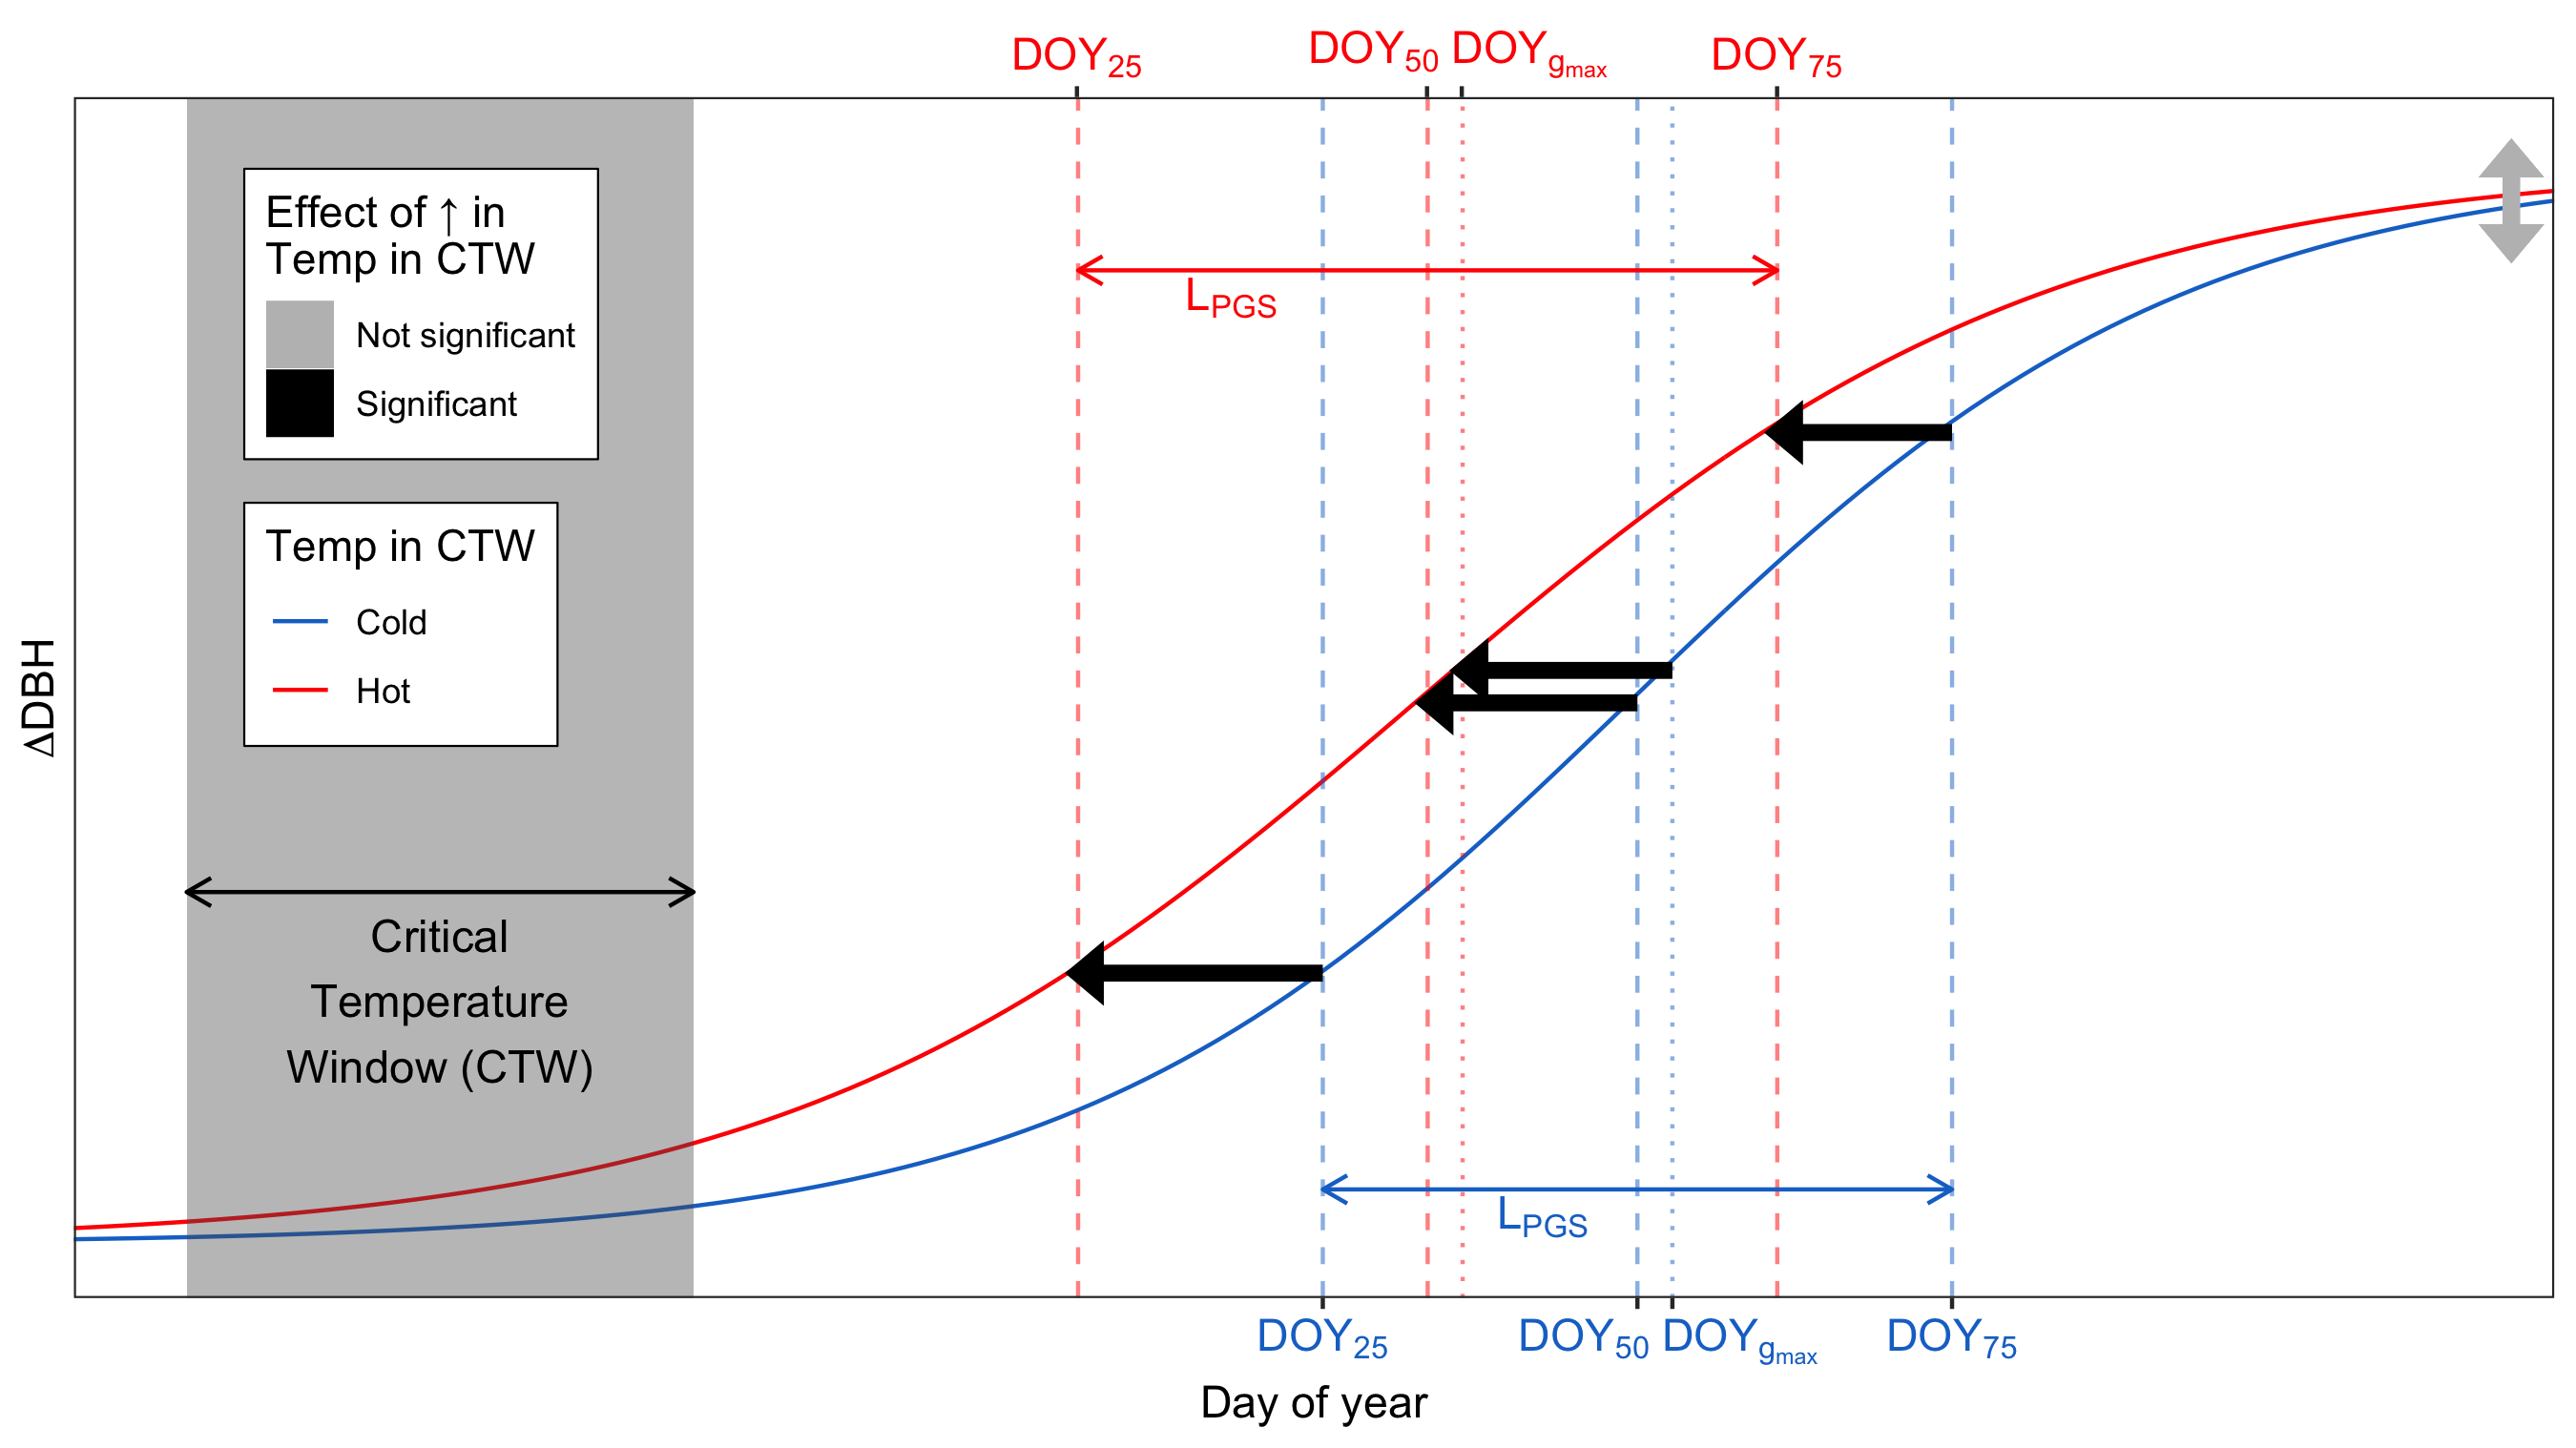 DOY25 DOY50 DOYgmax DOY75
Effect of ↑ in
Temp in CTW
Not significant
Significant
LPGS
Temp in CTW
Cold
Hot
ΔDBH
Critical
Temperature
Window (CTW)
LPGS
DOY25 DOY50 DOYgmax DOY75
Day of year